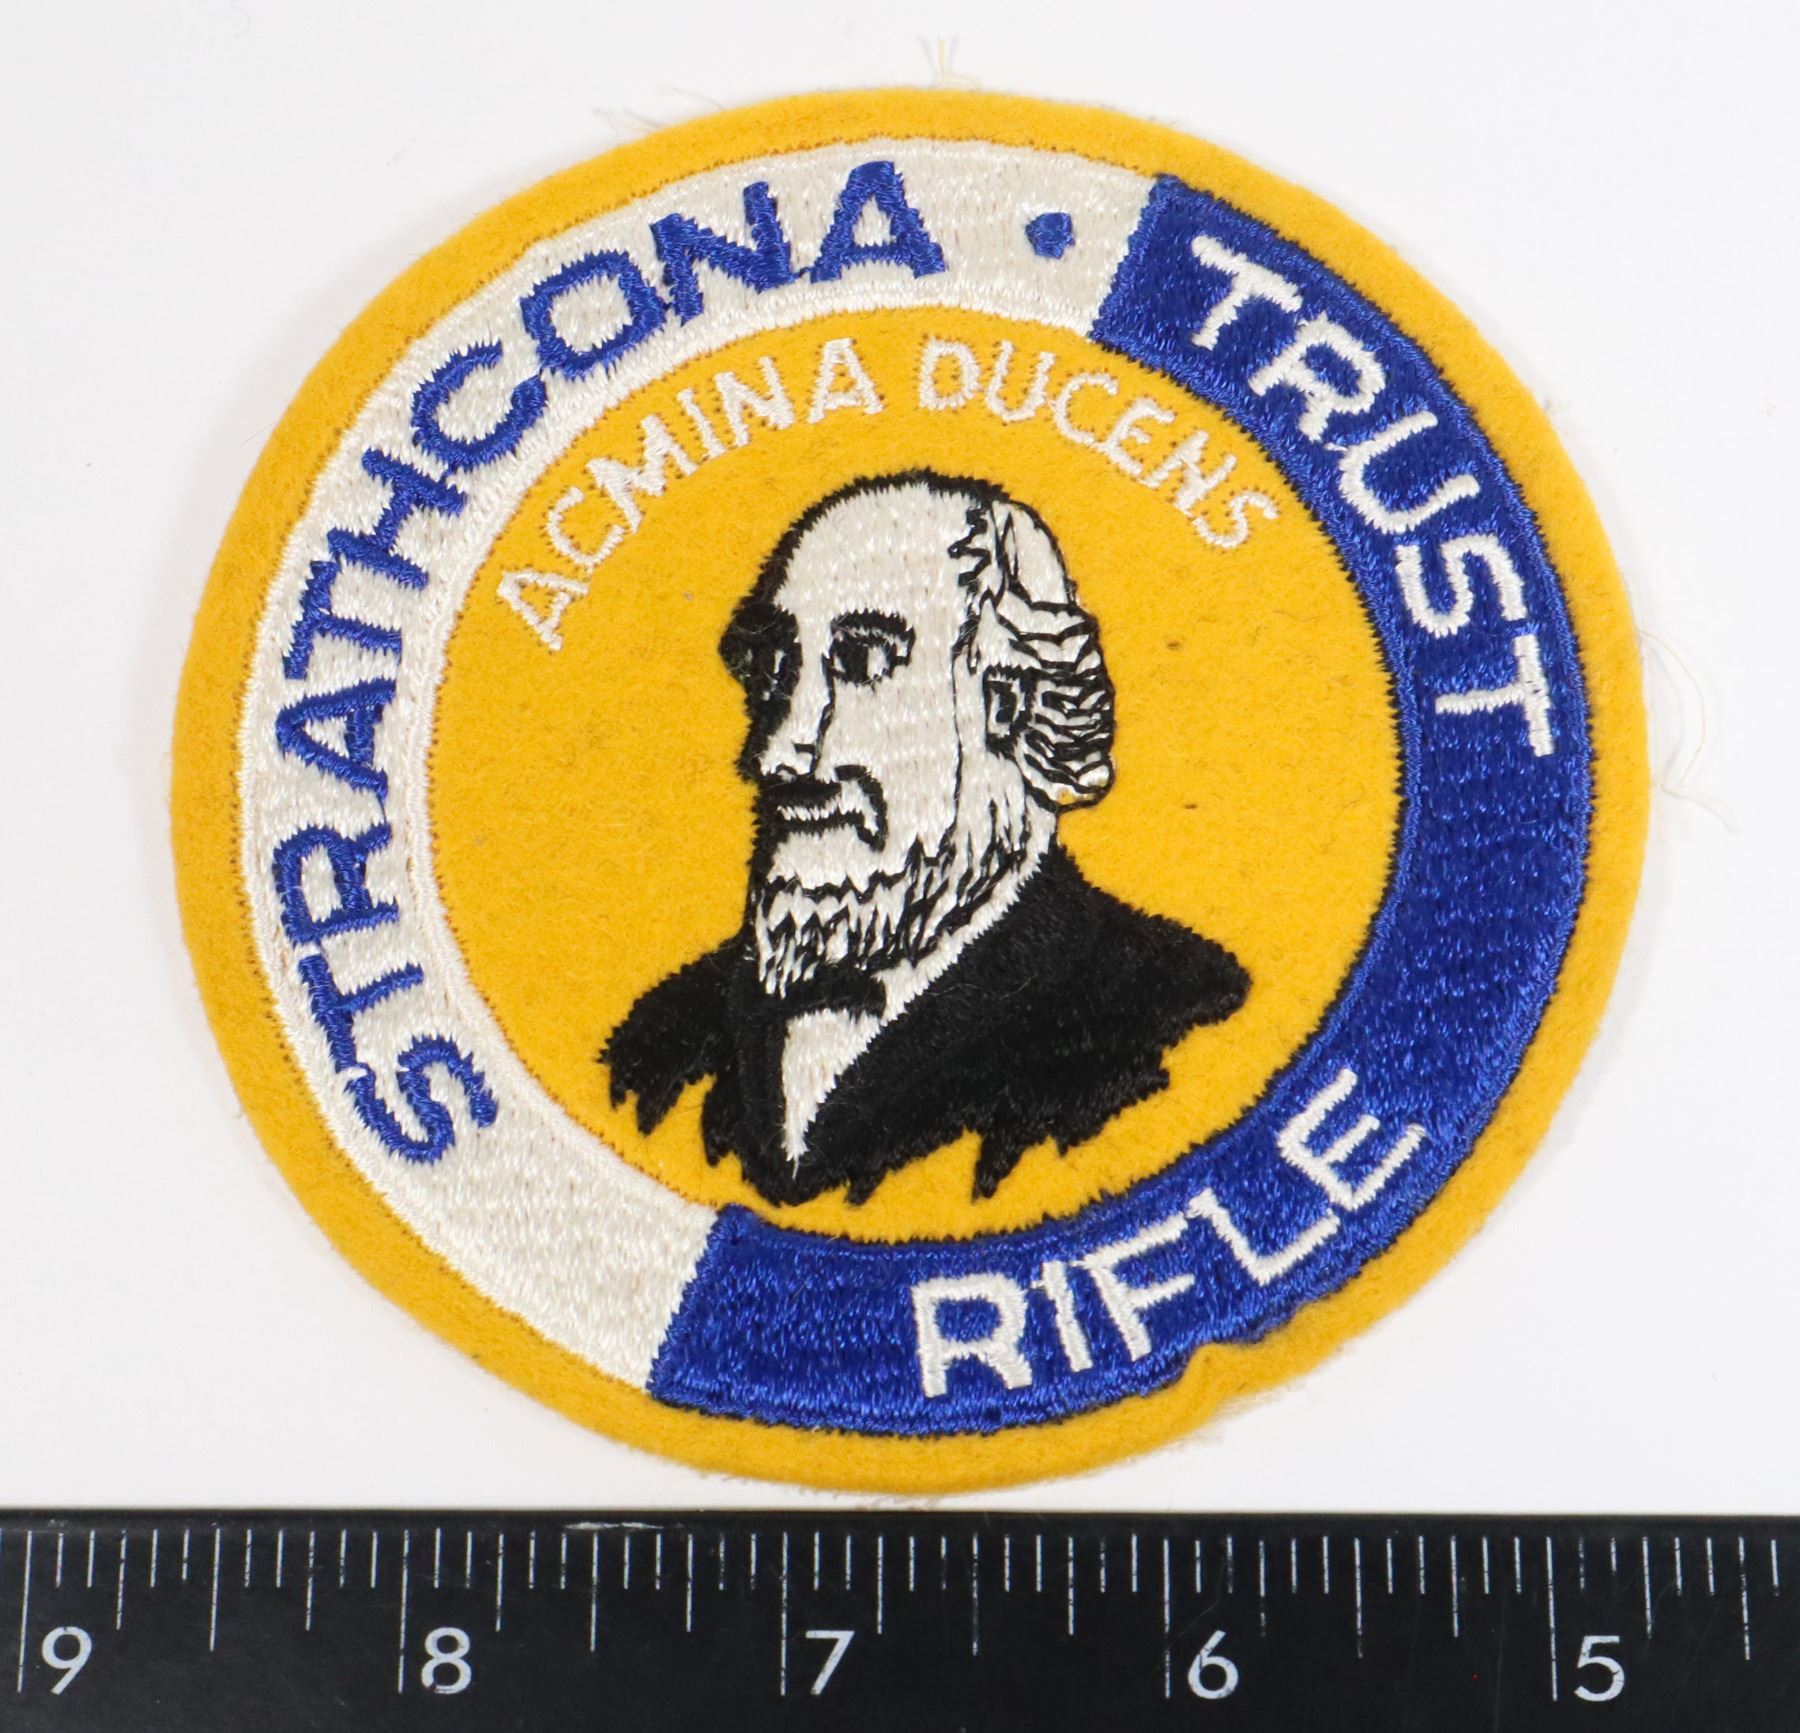 STRATHCONA • TRUST
ACMINA DUCENS
RIFLE
9 8 7 6 5